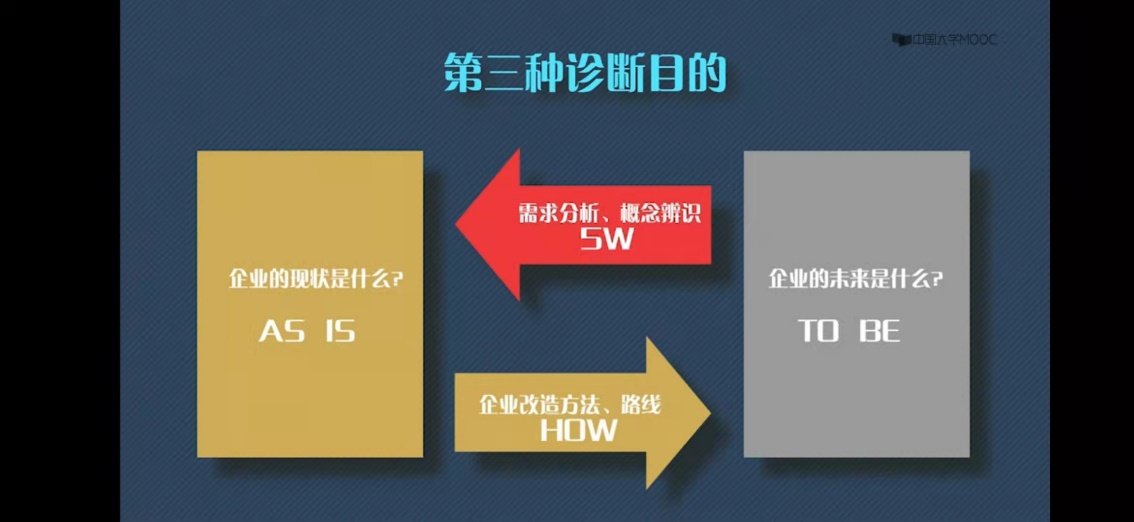 中国大学MOOC
第三种诊断目的
需求分析、概念辨识
5W
企业的现状是什么?
AS IS
企业的未来是什么?
TO BE
企业改造方法、路线
HOW